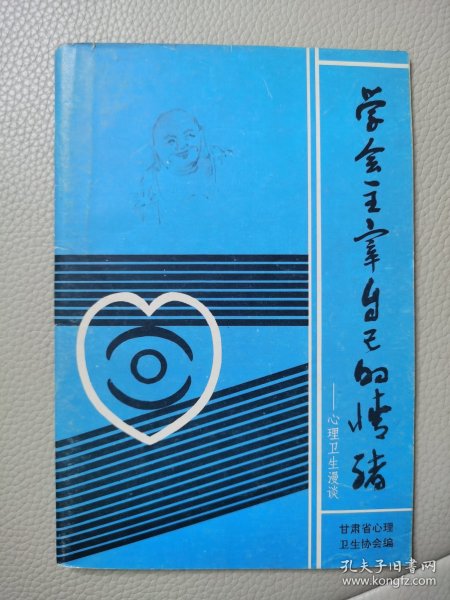 学会主宰自己的情绪
——心理卫生漫谈
甘肃省心理
卫生协会编
孔夫子旧书网
www.kongfz.com